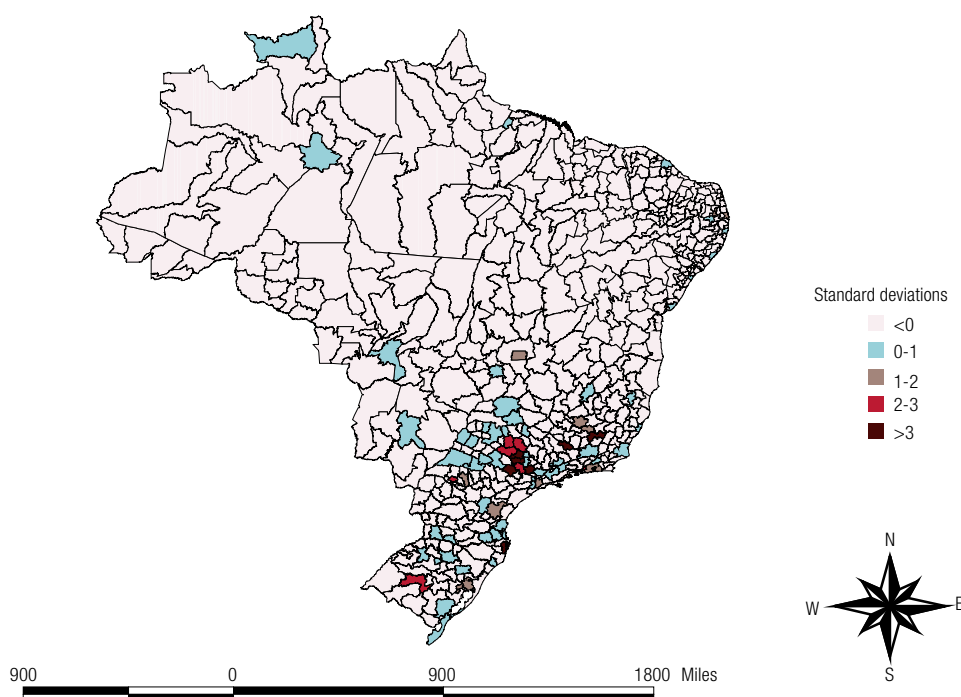 Standard deviations
<0
0-1
1-2
2-3
>3
N
W
E
S
900 0 900 1800 Miles